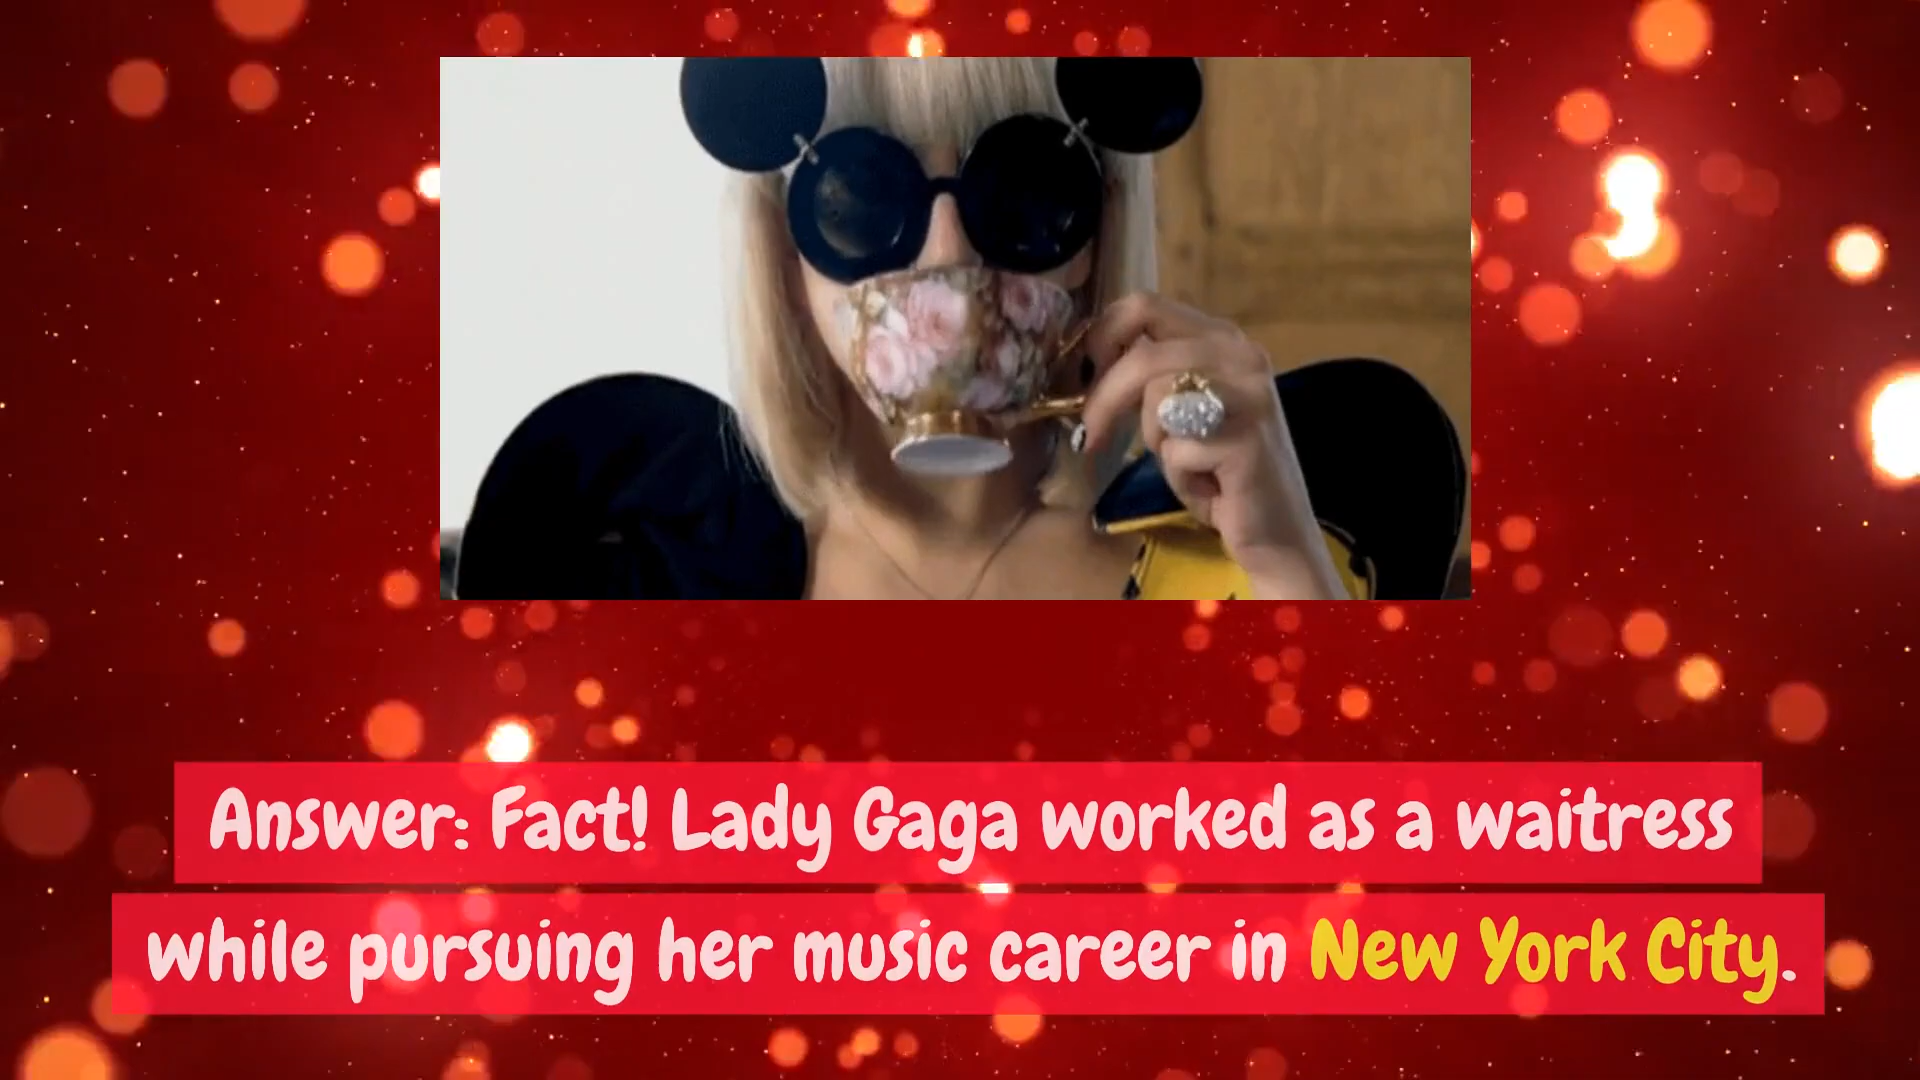 Answer: Fact! Lady Gaga worked as a waitress
while pursuing her music career in New York City.